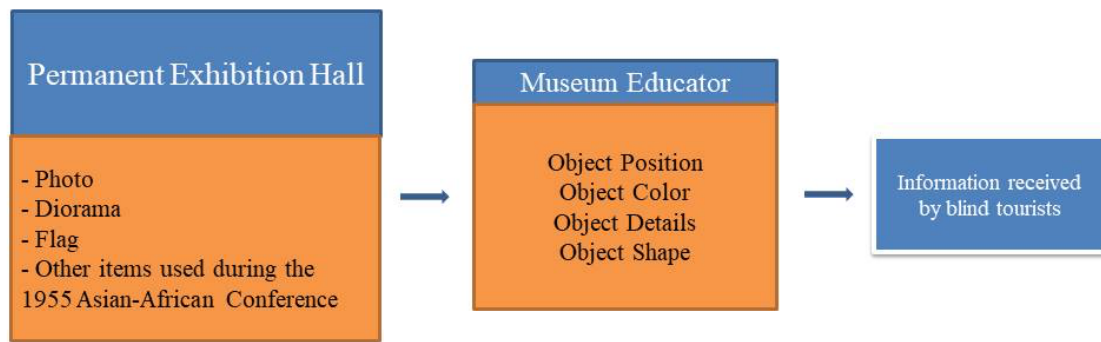 Permanent Exhibition Hall
- Photo
- Diorama
- Flag
- Other items used during the
1955 Asian-African Conference
Museum Educator
Object Position
Object Color
Object Details
Object Shape
Information received
by blind tourists